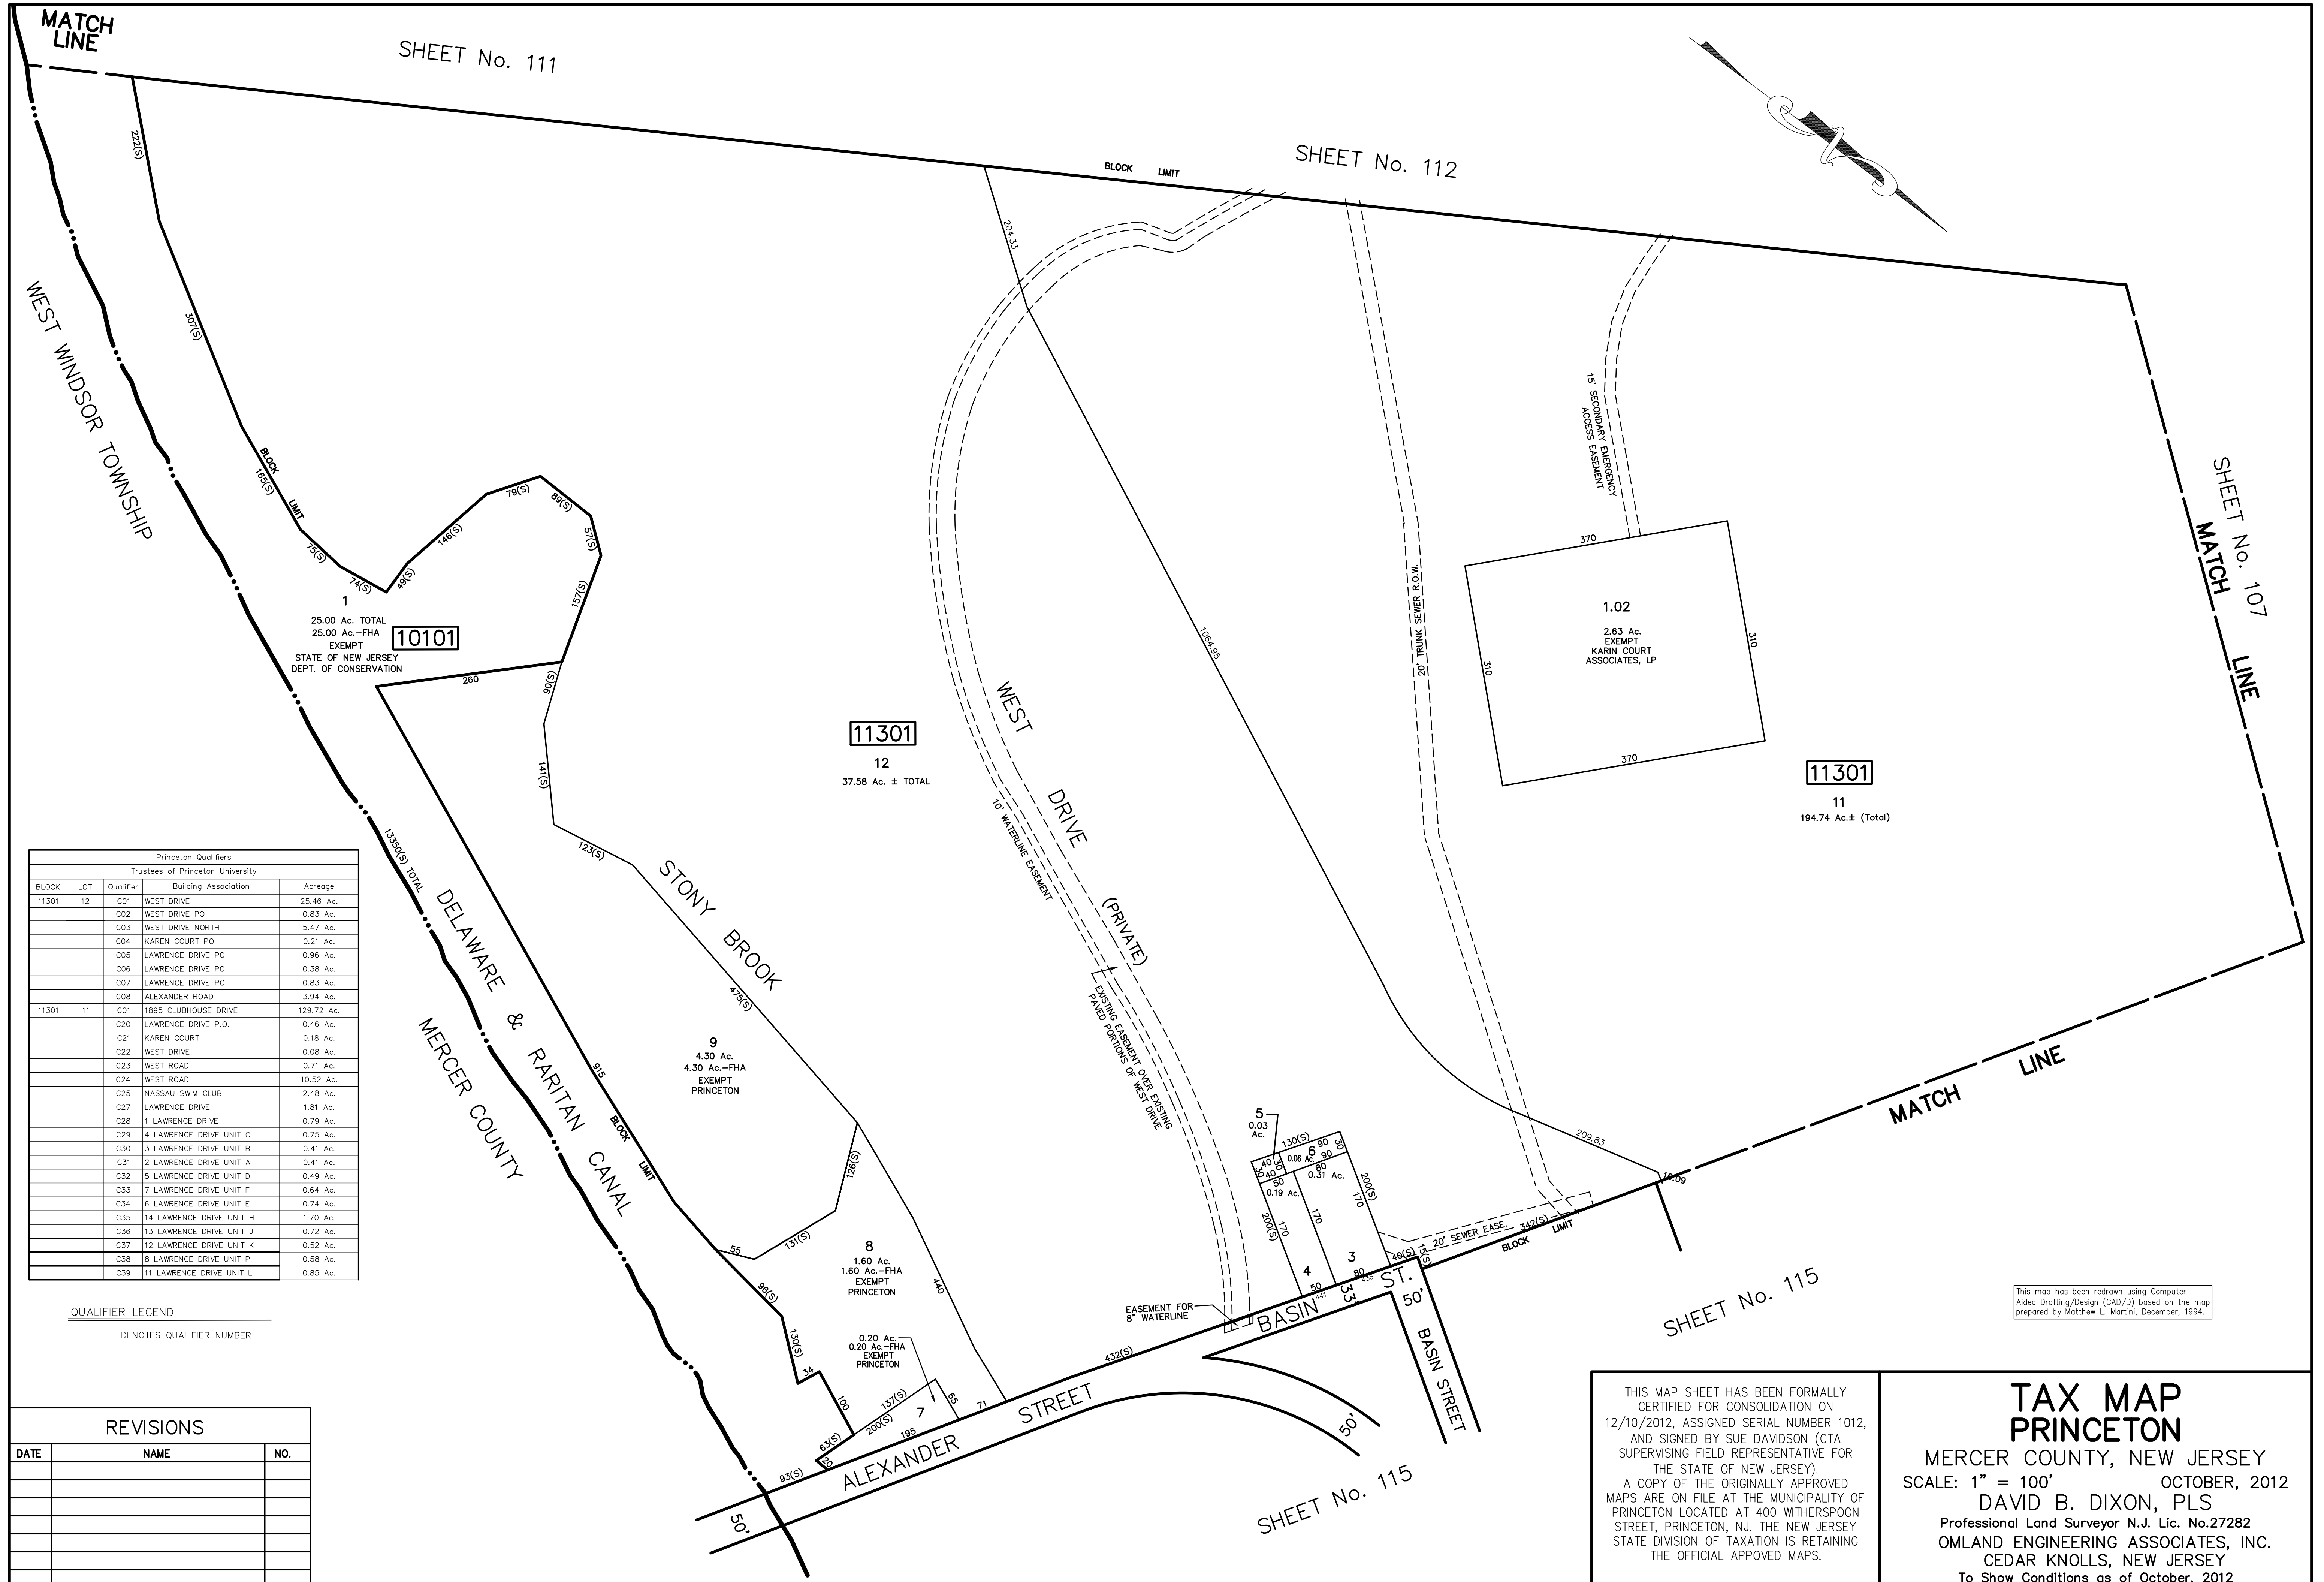 MATCH
LINE
SHEET No. 111
SHEET No. 112
BLOCK LIMIT
222(S)
307(S)
BLOCK LIMIT
165(S)
75(S)
74(S)
49(S)
146(S)
79(S)
89(S)
57(S)
157(S)
204.33
1064.95
WEST WINDSOR TOWNSHIP
1
25.00 Ac. TOTAL
25.00 Ac.-FHA
EXEMPT
STATE OF NEW JERSEY
DEPT. OF CONSERVATION
10101
260
90(S)
141(S)
123(S)
11301
12
37.58 Ac. ± TOTAL
WEST DRIVE (PRIVATE)
10' WATERLINE EASEMENT
EXISTING EASEMENT OVER EXISTING
PAVED PORTIONS OF WEST DRIVE
20' TRUNK SEWER R.O.W.
15' SECONDARY EMERGENCY
ACCESS EASEMENT
370
1.02
2.63 Ac.
EXEMPT
KARIN COURT
ASSOCIATES, LP
310
310
370
11301
11
194.74 Ac.± (Total)
SHEET No. 107
MATCH LINE
MATCH LINE
13350(S) TOTAL
DELAWARE & RARITAN CANAL
MERCER COUNTY
STONY BROOK
475(S)
915
BLOCK LIMIT
9
4.30 Ac.
4.30 Ac.-FHA
EXEMPT
PRINCETON
126(S)
131(S)
55
96(S)
130(S)
34
100
8
1.60 Ac.
1.60 Ac.-FHA
EXEMPT
PRINCETON
440
0.20 Ac.
0.20 Ac.-FHA
EXEMPT
PRINCETON
137(S)
200(S)
63(S)
20
7
65
71
195
93(S)
432(S)
ALEXANDER STREET
50'
50'
EASEMENT FOR
8" WATERLINE
5
0.03
Ac.
130(S)
90
30
40
30
6
0.06 Ac.
90
30
40
80
50
0.31 Ac.
0.19 Ac.
200(S)
170
170
170
200(S)
4
3
50
441
80
435
40(S)
15(S)
BASIN ST.
33'
50'
BASIN STREET
20' SEWER EASE.
342(S)
BLOCK LIMIT
209.83
16.09
SHEET No. 115
SHEET No. 115
Princeton Qualifiers
Trustees of Princeton University
BLOCK LOT Qualifier Building Association Acreage
11301 12 C01 WEST DRIVE 25.46 Ac.
C02 WEST DRIVE PO 0.83 Ac.
C03 WEST DRIVE NORTH 5.47 Ac.
C04 KAREN COURT PO 0.21 Ac.
C05 LAWRENCE DRIVE PO 0.96 Ac.
C06 LAWRENCE DRIVE PO 0.38 Ac.
C07 LAWRENCE DRIVE PO 0.83 Ac.
C08 ALEXANDER ROAD 3.94 Ac.
11301 11 C01 1895 CLUBHOUSE DRIVE 129.72 Ac.
C20 LAWRENCE DRIVE P.O. 0.46 Ac.
C21 KAREN COURT 0.18 Ac.
C22 WEST DRIVE 0.08 Ac.
C23 WEST ROAD 0.71 Ac.
C24 WEST ROAD 10.52 Ac.
C25 NASSAU SWIM CLUB 2.48 Ac.
C27 LAWRENCE DRIVE 1.81 Ac.
C28 1 LAWRENCE DRIVE 0.79 Ac.
C29 4 LAWRENCE DRIVE UNIT C 0.75 Ac.
C30 3 LAWRENCE DRIVE UNIT B 0.41 Ac.
C31 2 LAWRENCE DRIVE UNIT A 0.41 Ac.
C32 5 LAWRENCE DRIVE UNIT D 0.49 Ac.
C33 7 LAWRENCE DRIVE UNIT F 0.64 Ac.
C34 6 LAWRENCE DRIVE UNIT E 0.74 Ac.
C35 14 LAWRENCE DRIVE UNIT H 1.70 Ac.
C36 13 LAWRENCE DRIVE UNIT J 0.72 Ac.
C37 12 LAWRENCE DRIVE UNIT K 0.52 Ac.
C38 8 LAWRENCE DRIVE UNIT P 0.58 Ac.
C39 11 LAWRENCE DRIVE UNIT L 0.85 Ac.
QUALIFIER LEGEND
DENOTES QUALIFIER NUMBER
REVISIONS
DATE NAME NO.
This map has been redrawn using Computer
Aided Drafting/Design (CAD/D) based on the map
prepared by Matthew L. Martini, December, 1994.
THIS MAP SHEET HAS BEEN FORMALLY
CERTIFIED FOR CONSOLIDATION ON
12/10/2012, ASSIGNED SERIAL NUMBER 1012,
AND SIGNED BY SUE DAVIDSON (CTA
SUPERVISING FIELD REPRESENTATIVE FOR
THE STATE OF NEW JERSEY).
A COPY OF THE ORIGINALLY APPROVED
MAPS ARE ON FILE AT THE MUNICIPALITY OF
PRINCETON LOCATED AT 400 WITHERSPOON
STREET, PRINCETON, NJ. THE NEW JERSEY
STATE DIVISION OF TAXATION IS RETAINING
THE OFFICIAL APPOVED MAPS.
TAX MAP
PRINCETON
MERCER COUNTY, NEW JERSEY
SCALE: 1" = 100' OCTOBER, 2012
DAVID B. DIXON, PLS
Professional Land Surveyor N.J. Lic. No.27282
OMLAND ENGINEERING ASSOCIATES, INC.
CEDAR KNOLLS, NEW JERSEY
To Show Conditions as of October, 2012